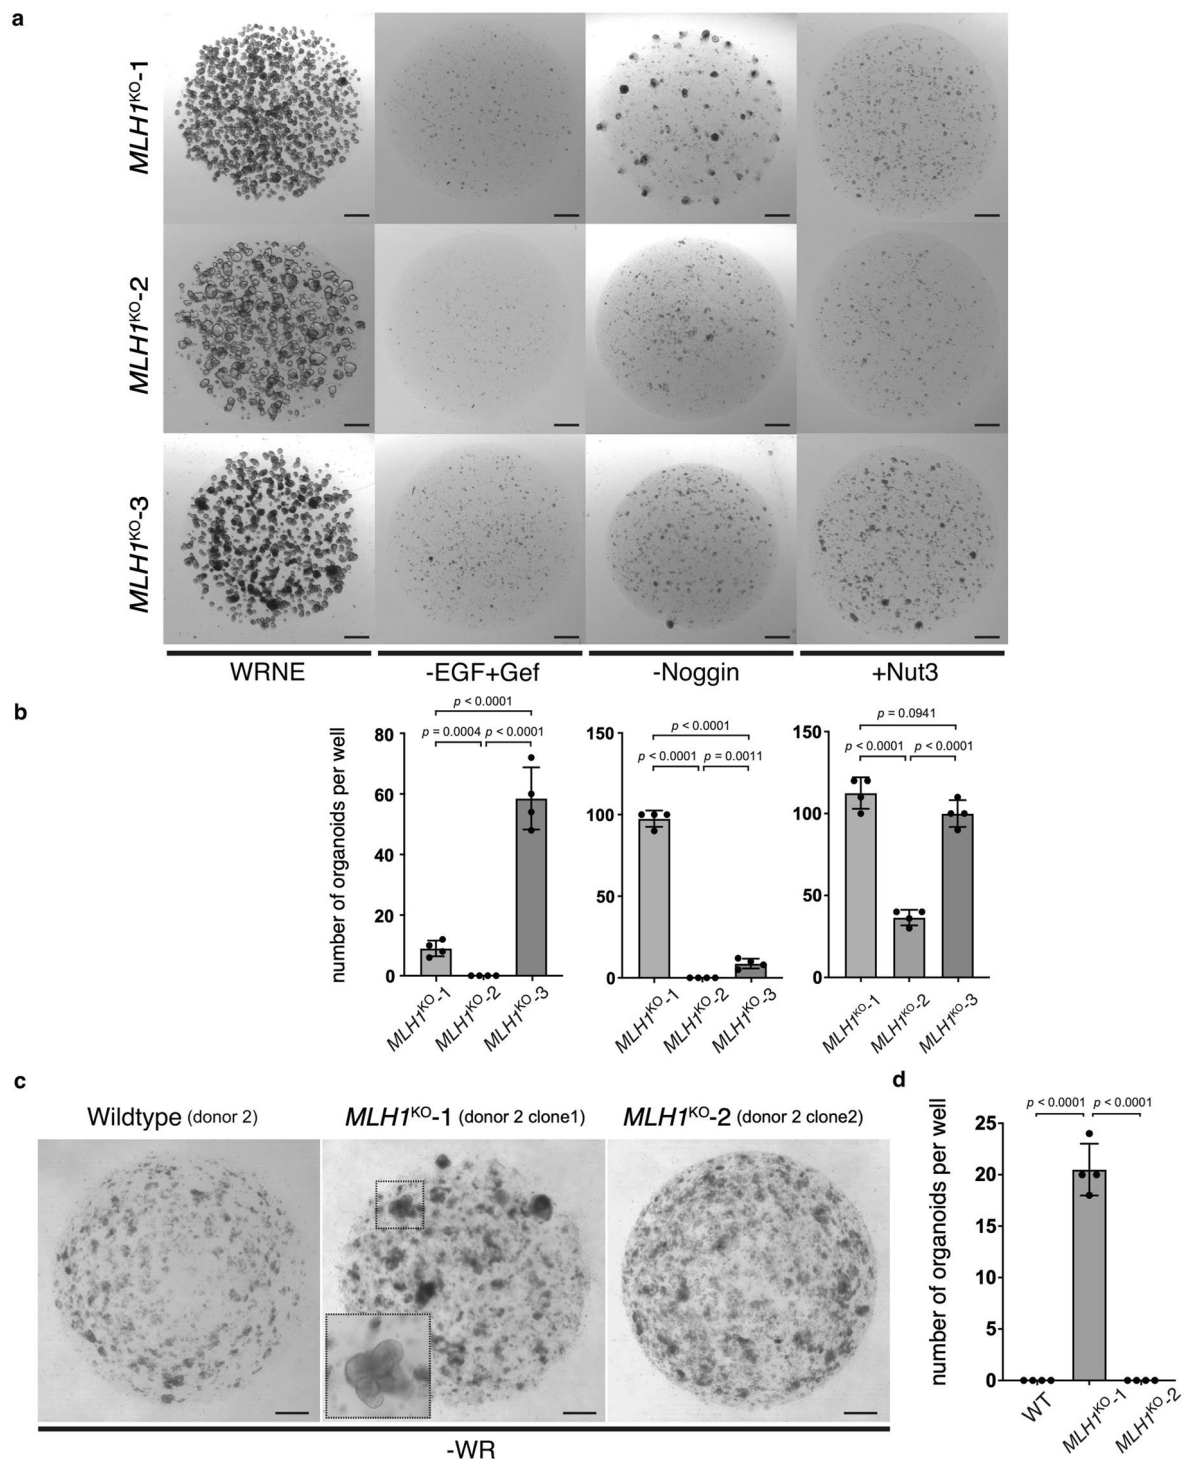 a
MLH1KO-1
MLH1KO-2
MLH1KO-3
WRNE -EGF+Gef -Noggin +Nut3
b
number of organoids per well
80
60
40
20
0
p < 0.0001
p = 0.0004 p < 0.0001
MLH1KO-1 MLH1KO-2 MLH1KO-3
150
100
50
0
p < 0.0001
p < 0.0001 p = 0.0011
MLH1KO-1 MLH1KO-2 MLH1KO-3
150
100
50
0
p = 0.0941
p < 0.0001 p < 0.0001
MLH1KO-1 MLH1KO-2 MLH1KO-3
c
Wildtype (donor 2) MLH1KO-1 (donor 2 clone1) MLH1KO-2 (donor 2 clone2)
-WR
d
number of organoids per well
25
20
15
10
5
0
p < 0.0001 p < 0.0001
WT MLH1KO-1 MLH1KO-2